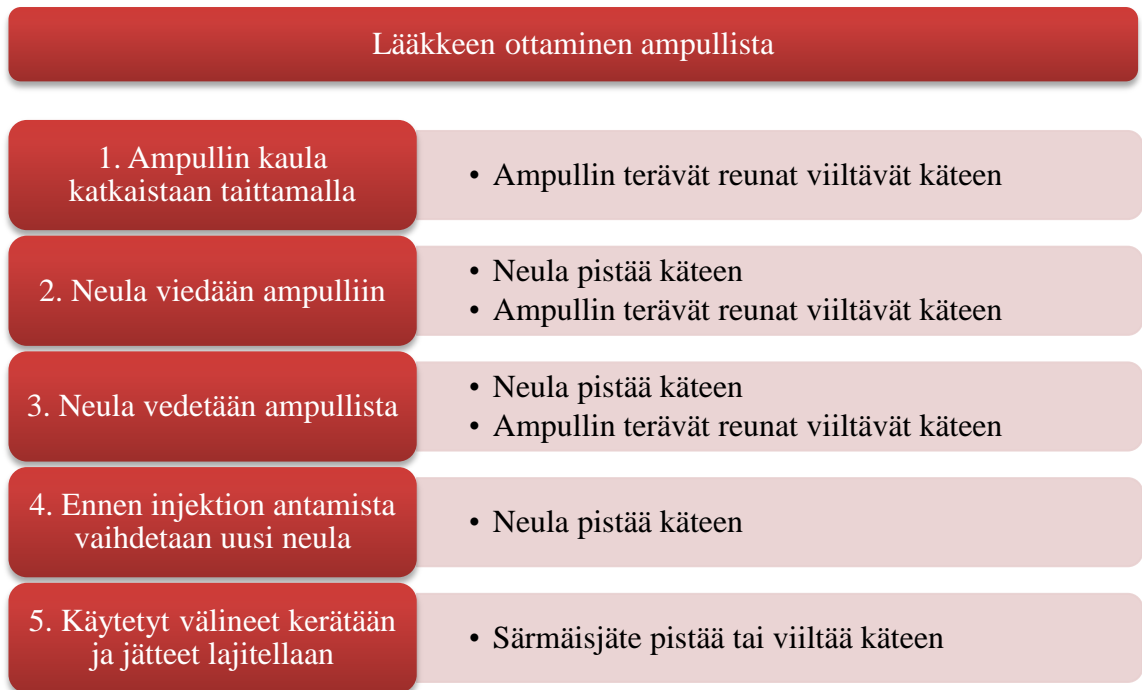 Lääkkeen ottaminen ampullista
1. Ampullin kaula
katkaistaan taittamalla
• Ampullin terävät reunat viiltävät käteen
2. Neula viedään ampulliin
• Neula pistää käteen
• Ampullin terävät reunat viiltävät käteen
3. Neula vedetään ampullista
• Neula pistää käteen
• Ampullin terävät reunat viiltävät käteen
4. Ennen injektion antamista
vaihdetaan uusi neula
• Neula pistää käteen
5. Käytetyt välineet kerätään
ja jätteet lajitellaan
• Särmäisjäte pistää tai viiltää käteen